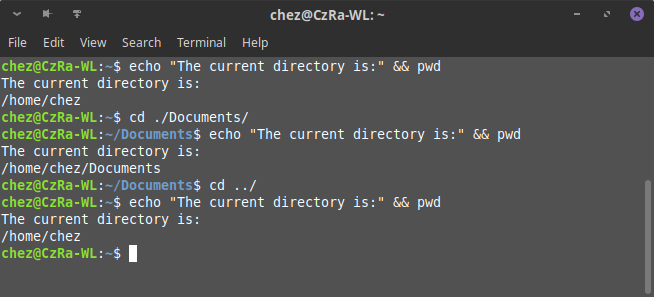 chez@CzRa-WL: ~
File Edit View Search Terminal Help
chez@CzRa-WL:~$ echo "The current directory is:" && pwd
The current directory is:
/home/chez
chez@CzRa-WL:~$ cd ./Documents/
chez@CzRa-WL:~/Documents$ echo "The current directory is:" && pwd
The current directory is:
/home/chez/Documents
chez@CzRa-WL:~/Documents$ cd ../
chez@CzRa-WL:~$ echo "The current directory is:" && pwd
The current directory is:
/home/chez
chez@CzRa-WL:~$